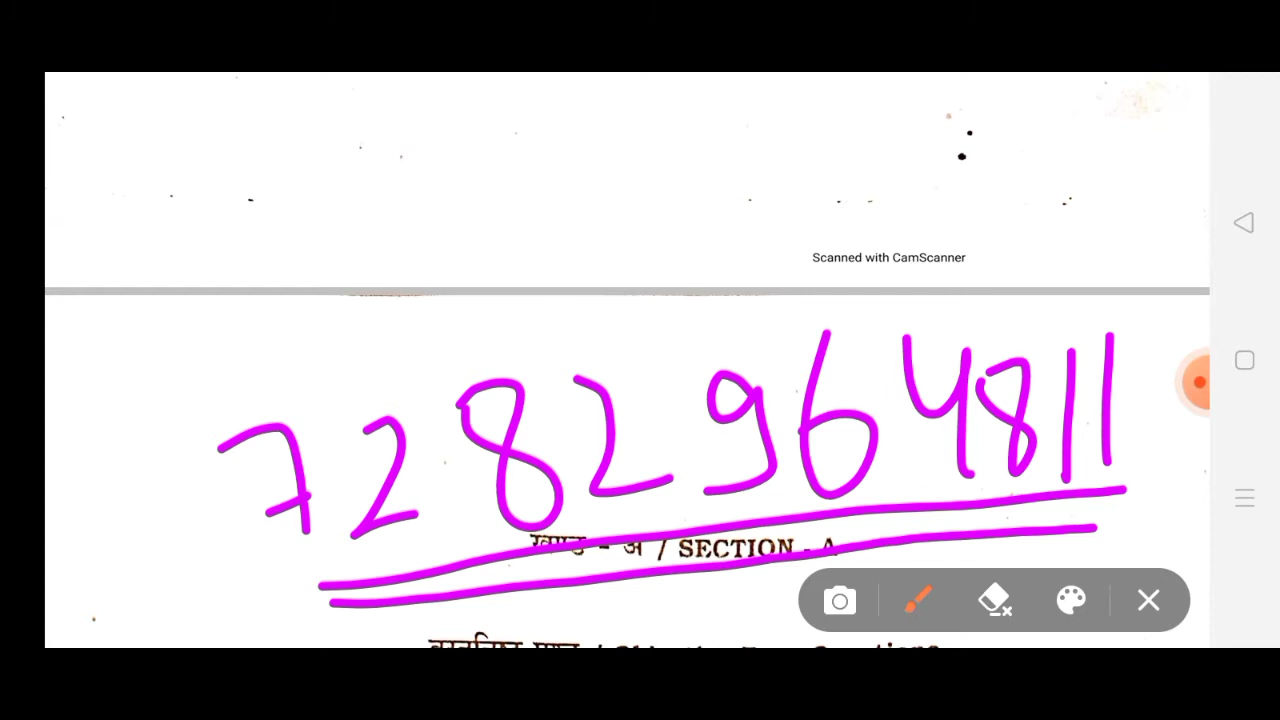 Scanned with CamScanner
7282964811
खण्ड - अ / SECTION - A